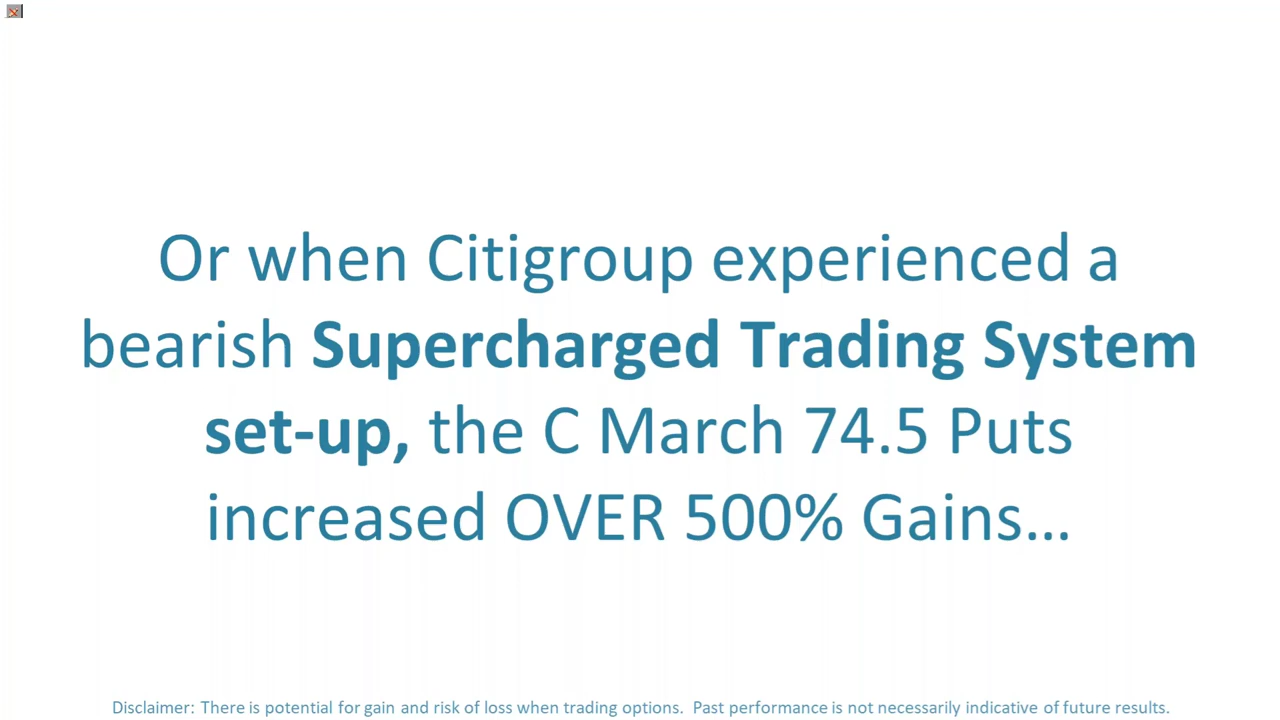 Or when Citigroup experienced a
bearish Supercharged Trading System
set-up, the C March 74.5 Puts
increased OVER 500% Gains...
Disclaimer: There is potential for gain and risk of loss when trading options.  Past performance is not necessarily indicative of future results.